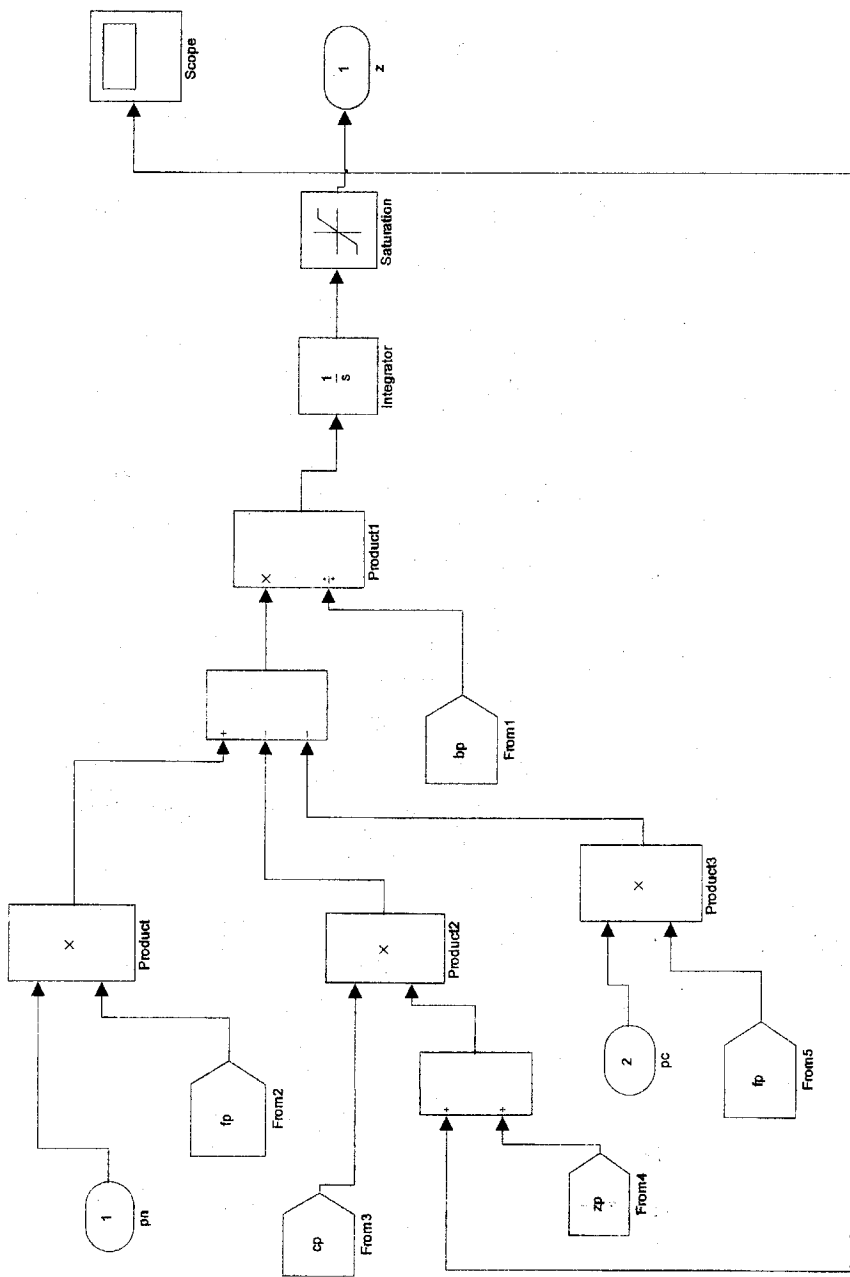 Scope
1
z
Saturation
1
s
Integrator
×
÷
Product1
+
-
-
bp
From1
×
Product
fp
From2
1
pn
×
Product2
cp
From3
+
+
zp
From4
×
Product3
2
pc
fp
From5